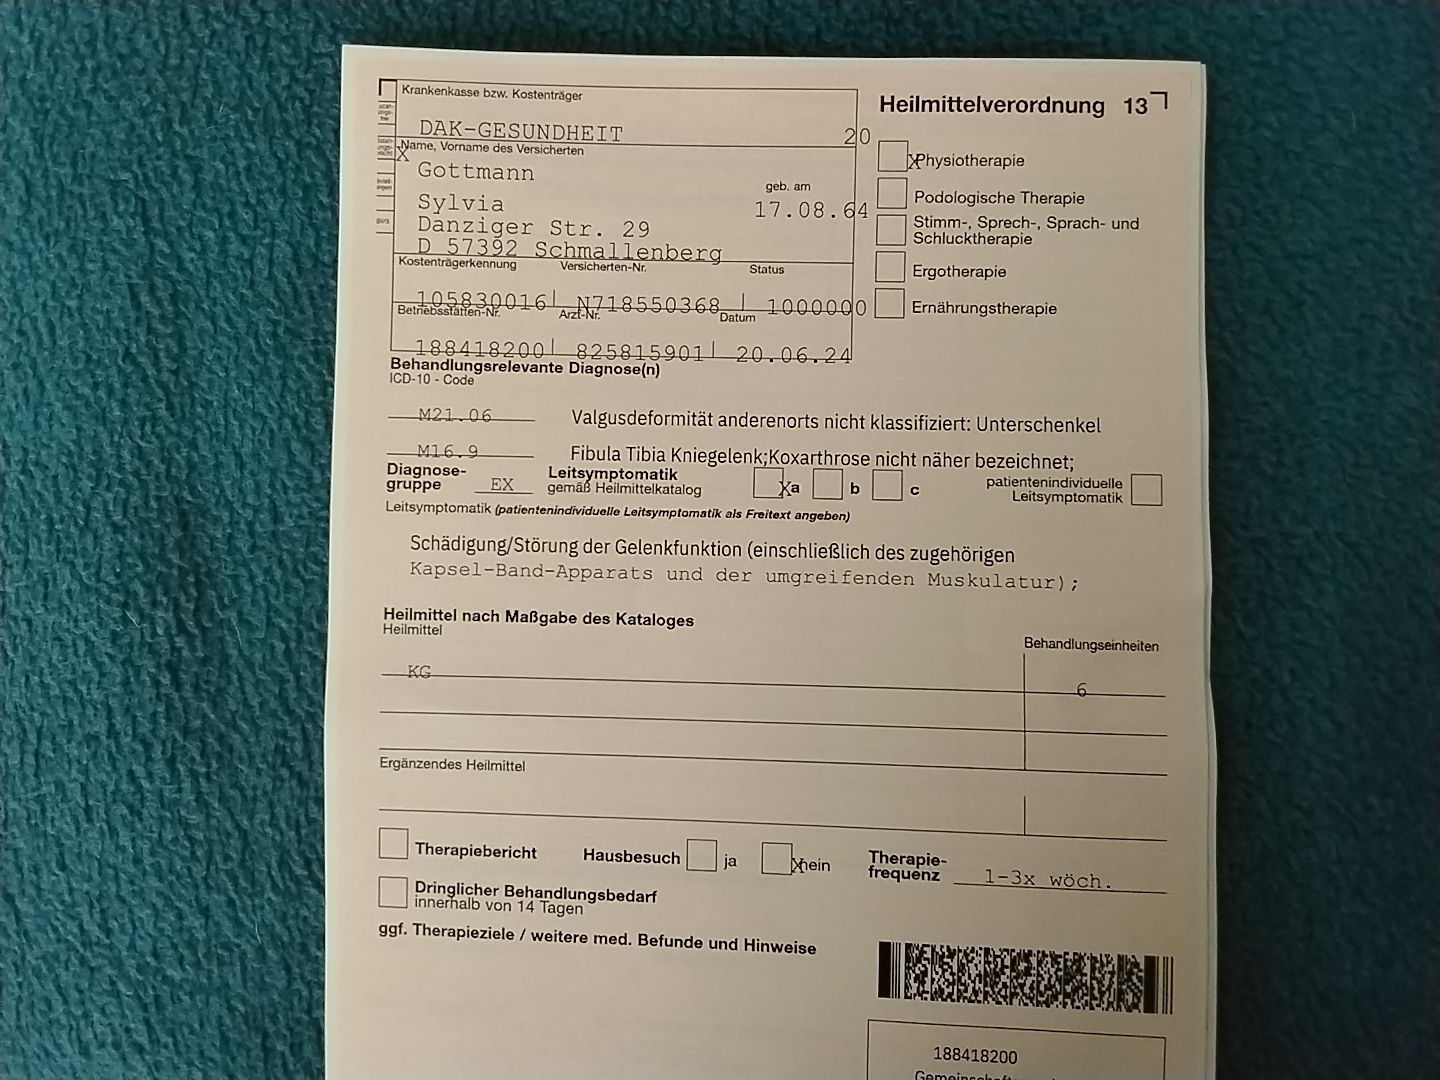 Krankenkasse bzw. Kostenträger
Heilmittelverordnung 13
DAK-GESUNDHEIT 20
Name, Vorname des Versicherten
X
Gottmann
geb. am
Sylvia 17.08.64
Danziger Str. 29
D 57392 Schmallenberg
Kostenträgerkennung Versicherten-Nr. Status
105830016 N718550368 1000000
Betriebsstätten-Nr. Arzt-Nr. Datum
188418200 825815901 20.06.24
X Physiotherapie
Podologische Therapie
Stimm-, Sprech-, Sprach- und
Schlucktherapie
Ergotherapie
Ernährungstherapie
Behandlungsrelevante Diagnose(n)
ICD-10 - Code
M21.06 Valgusdeformität anderenorts nicht klassifiziert: Unterschenkel
M16.9 Fibula Tibia Kniegelenk;Koxarthrose nicht näher bezeichnet;
Diagnose-
gruppe EX
Leitsymptomatik
gemäß Heilmittelkatalog
X a b c
patientenindividuelle
Leitsymptomatik
Leitsymptomatik (patientenindividuelle Leitsymptomatik als Freitext angeben)
Schädigung/Störung der Gelenkfunktion (einschließlich des zugehörigen
Kapsel-Band-Apparats und der umgreifenden Muskulatur);
Heilmittel nach Maßgabe des Kataloges
Heilmittel
Behandlungseinheiten
KG 6
Ergänzendes Heilmittel
Therapiebericht Hausbesuch ja X nein
Therapie-
frequenz 1-3x wöch.
Dringlicher Behandlungsbedarf
innerhalb von 14 Tagen
ggf. Therapieziele / weitere med. Befunde und Hinweise
188418200